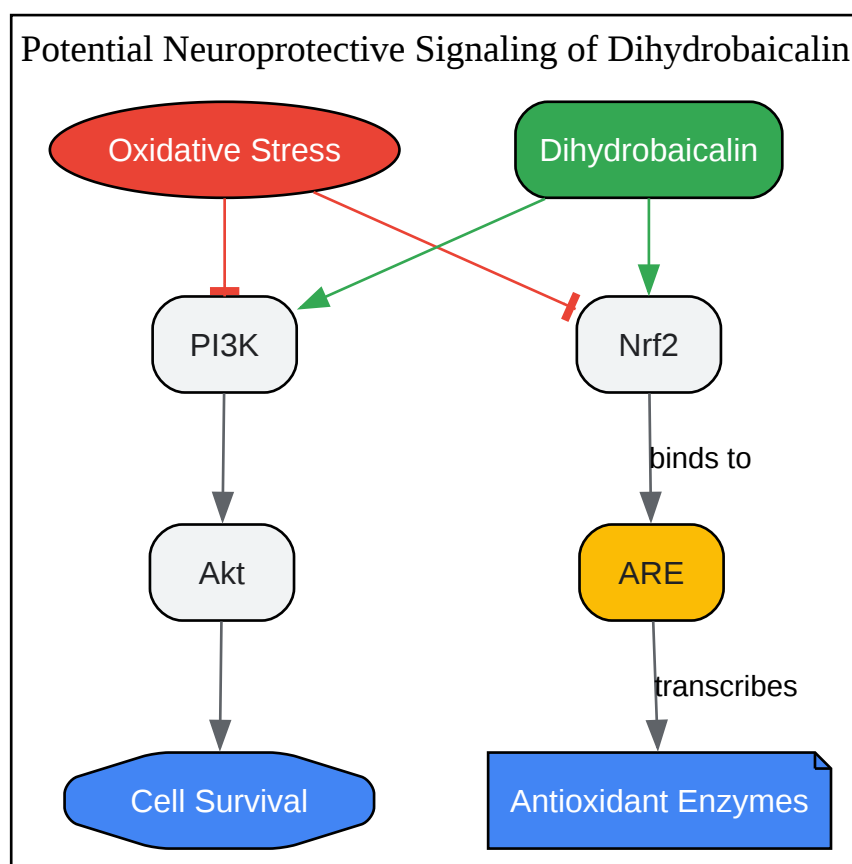 Potential Neuroprotective Signaling of Dihydrobaicalin
Oxidative Stress
Dihydrobaicalin
PI3K
Nrf2
binds to
Akt
ARE
transcribes
Cell Survival
Antioxidant Enzymes